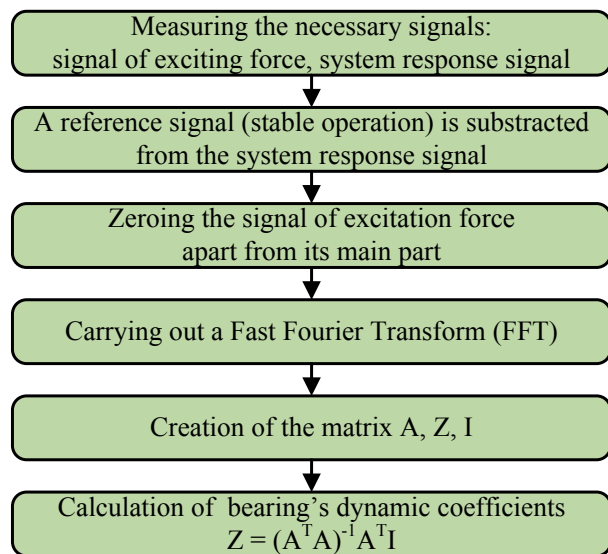 Measuring the necessary signals:
signal of exciting force, system response signal
A reference signal (stable operation) is substracted
from the system response signal
Zeroing the signal of excitation force
apart from its main part
Carrying out a Fast Fourier Transform (FFT)
Creation of the matrix A, Z, I
Calculation of bearing's dynamic coefficients
Z = (AᵀA)⁻¹AᵀI